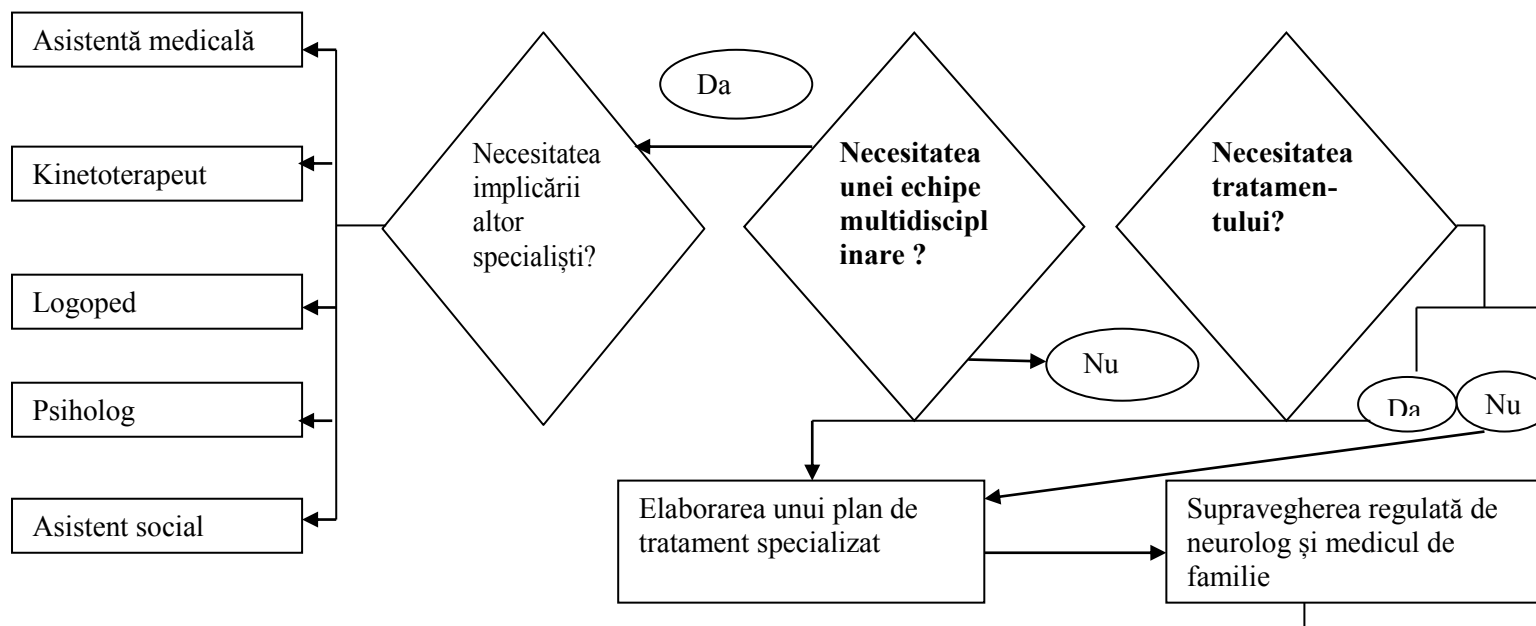 Asistentă medicală
Kinetoterapeut
Logoped
Psiholog
Asistent social
Necesitatea
implicării
altor
specialiști?
Da
Necesitatea
unei echipe
multidiscipl
inare ?
Nu
Necesitatea
tratamen-
tului?
Da
Nu
Elaborarea unui plan de
tratament specializat
Supravegherea regulată de
neurolog și medicul de
familie